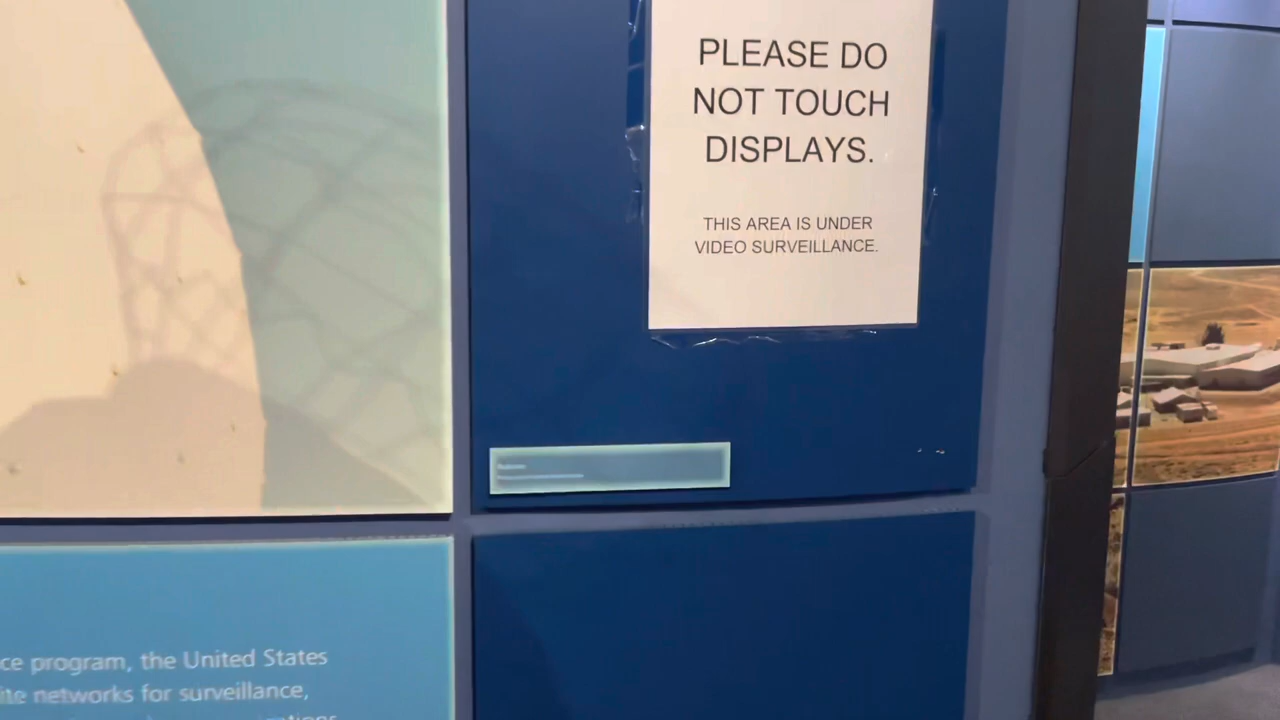 PLEASE DO
NOT TOUCH
DISPLAYS.
THIS AREA IS UNDER
VIDEO SURVEILLANCE.
ce program, the United States
ite networks for surveillance,